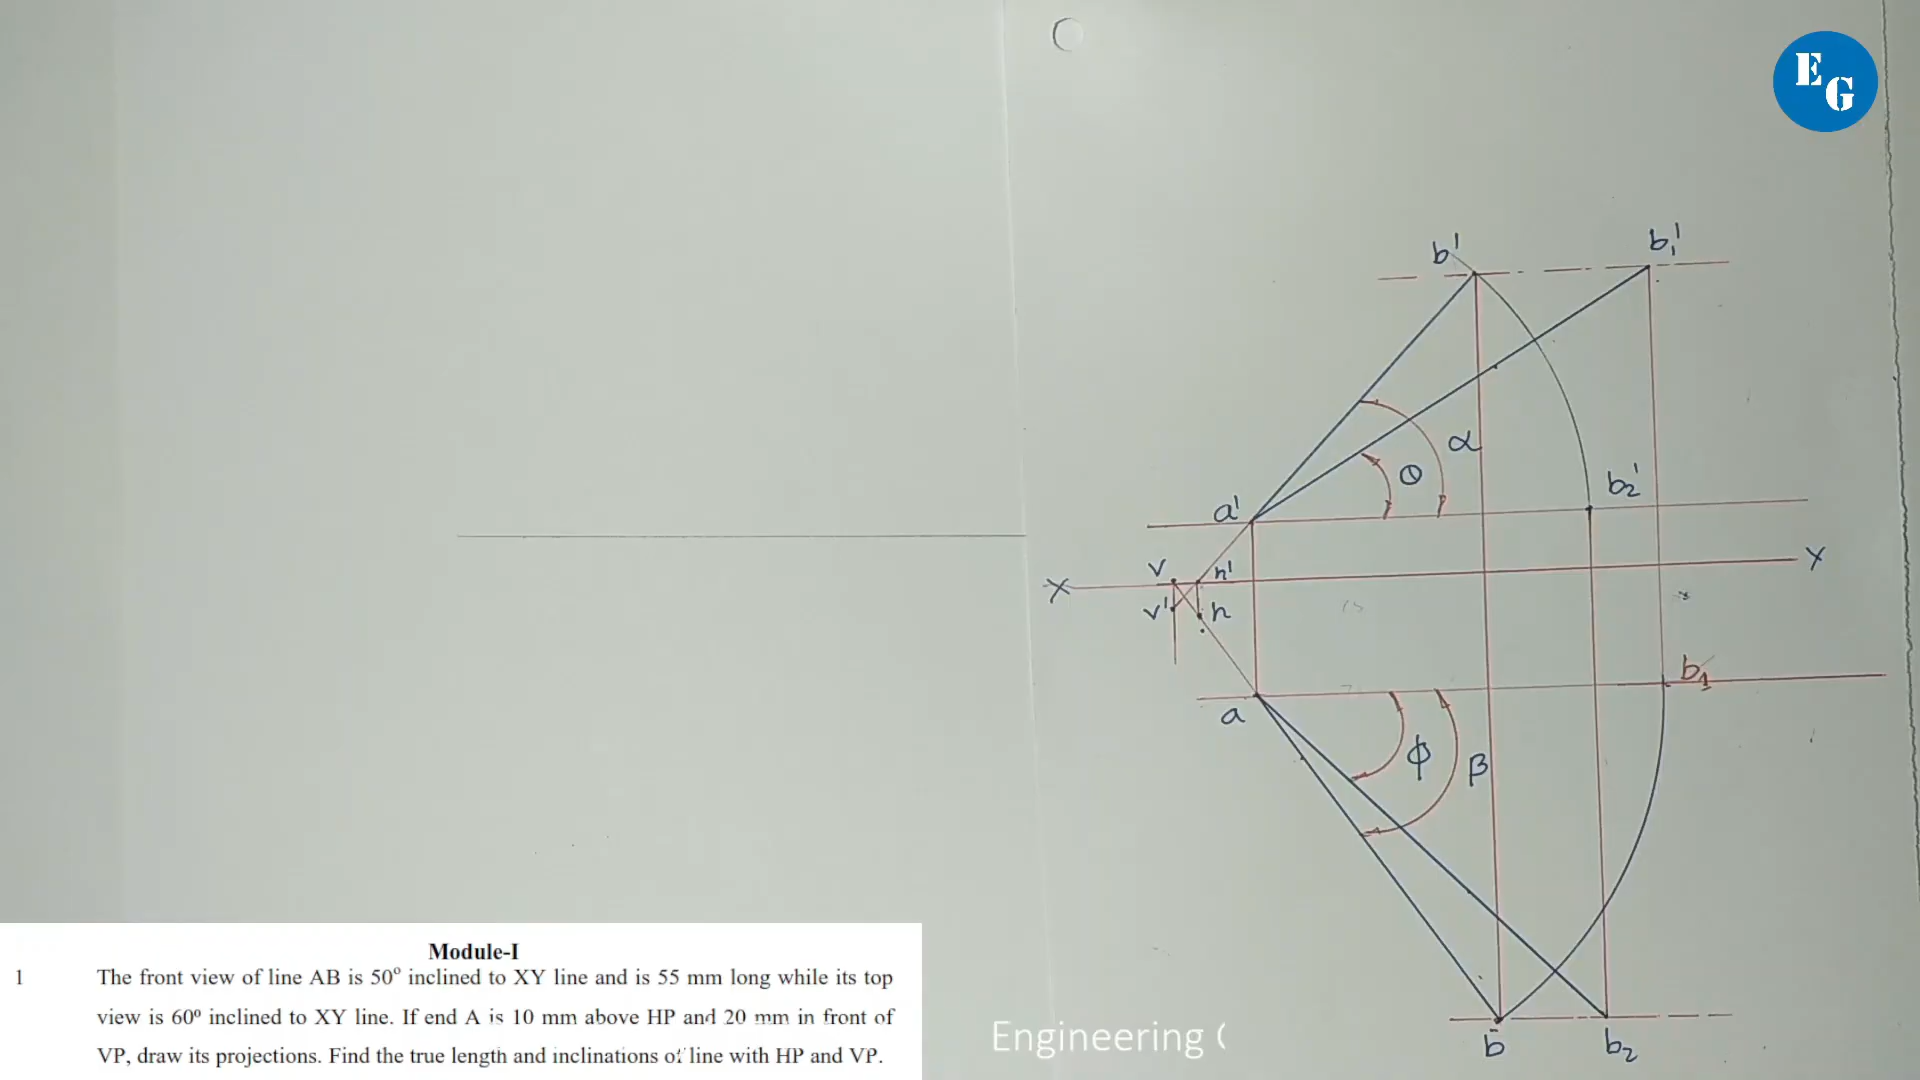 E
G
b' b₁'
α
θ
b₂'
a'
V h' Y
X
V' h
b₁
a
ϕ β
b b₂
Engineering
Module-I
1 The front view of line AB is 50º inclined to XY line and is 55 mm long while its top
view is 60º inclined to XY line. If end A is 10 mm above HP and 20 mm in front of
VP, draw its projections. Find the true length and inclinations of line with HP and VP.